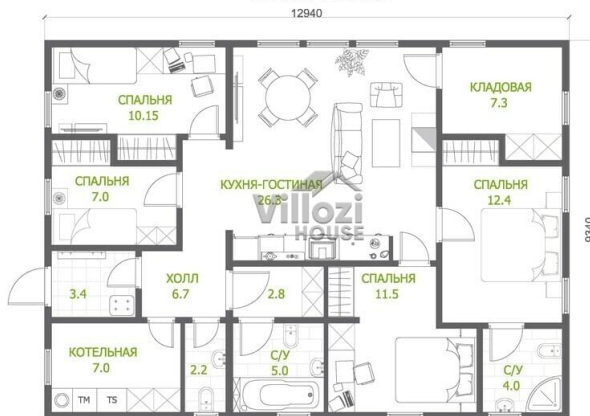 12940
СПАЛЬНЯ
10.15
КЛАДОВАЯ
7.3
СПАЛЬНЯ
7.0
КУХНЯ-ГОСТИНАЯ
26.3
Villozi
HOUSE
СПАЛЬНЯ
12.4
9340
3.4
ХОЛЛ
6.7
2.8
СПАЛЬНЯ
11.5
КОТЕЛЬНАЯ
7.0
2.2
С/У
5.0
С/У
4.0
TM TS